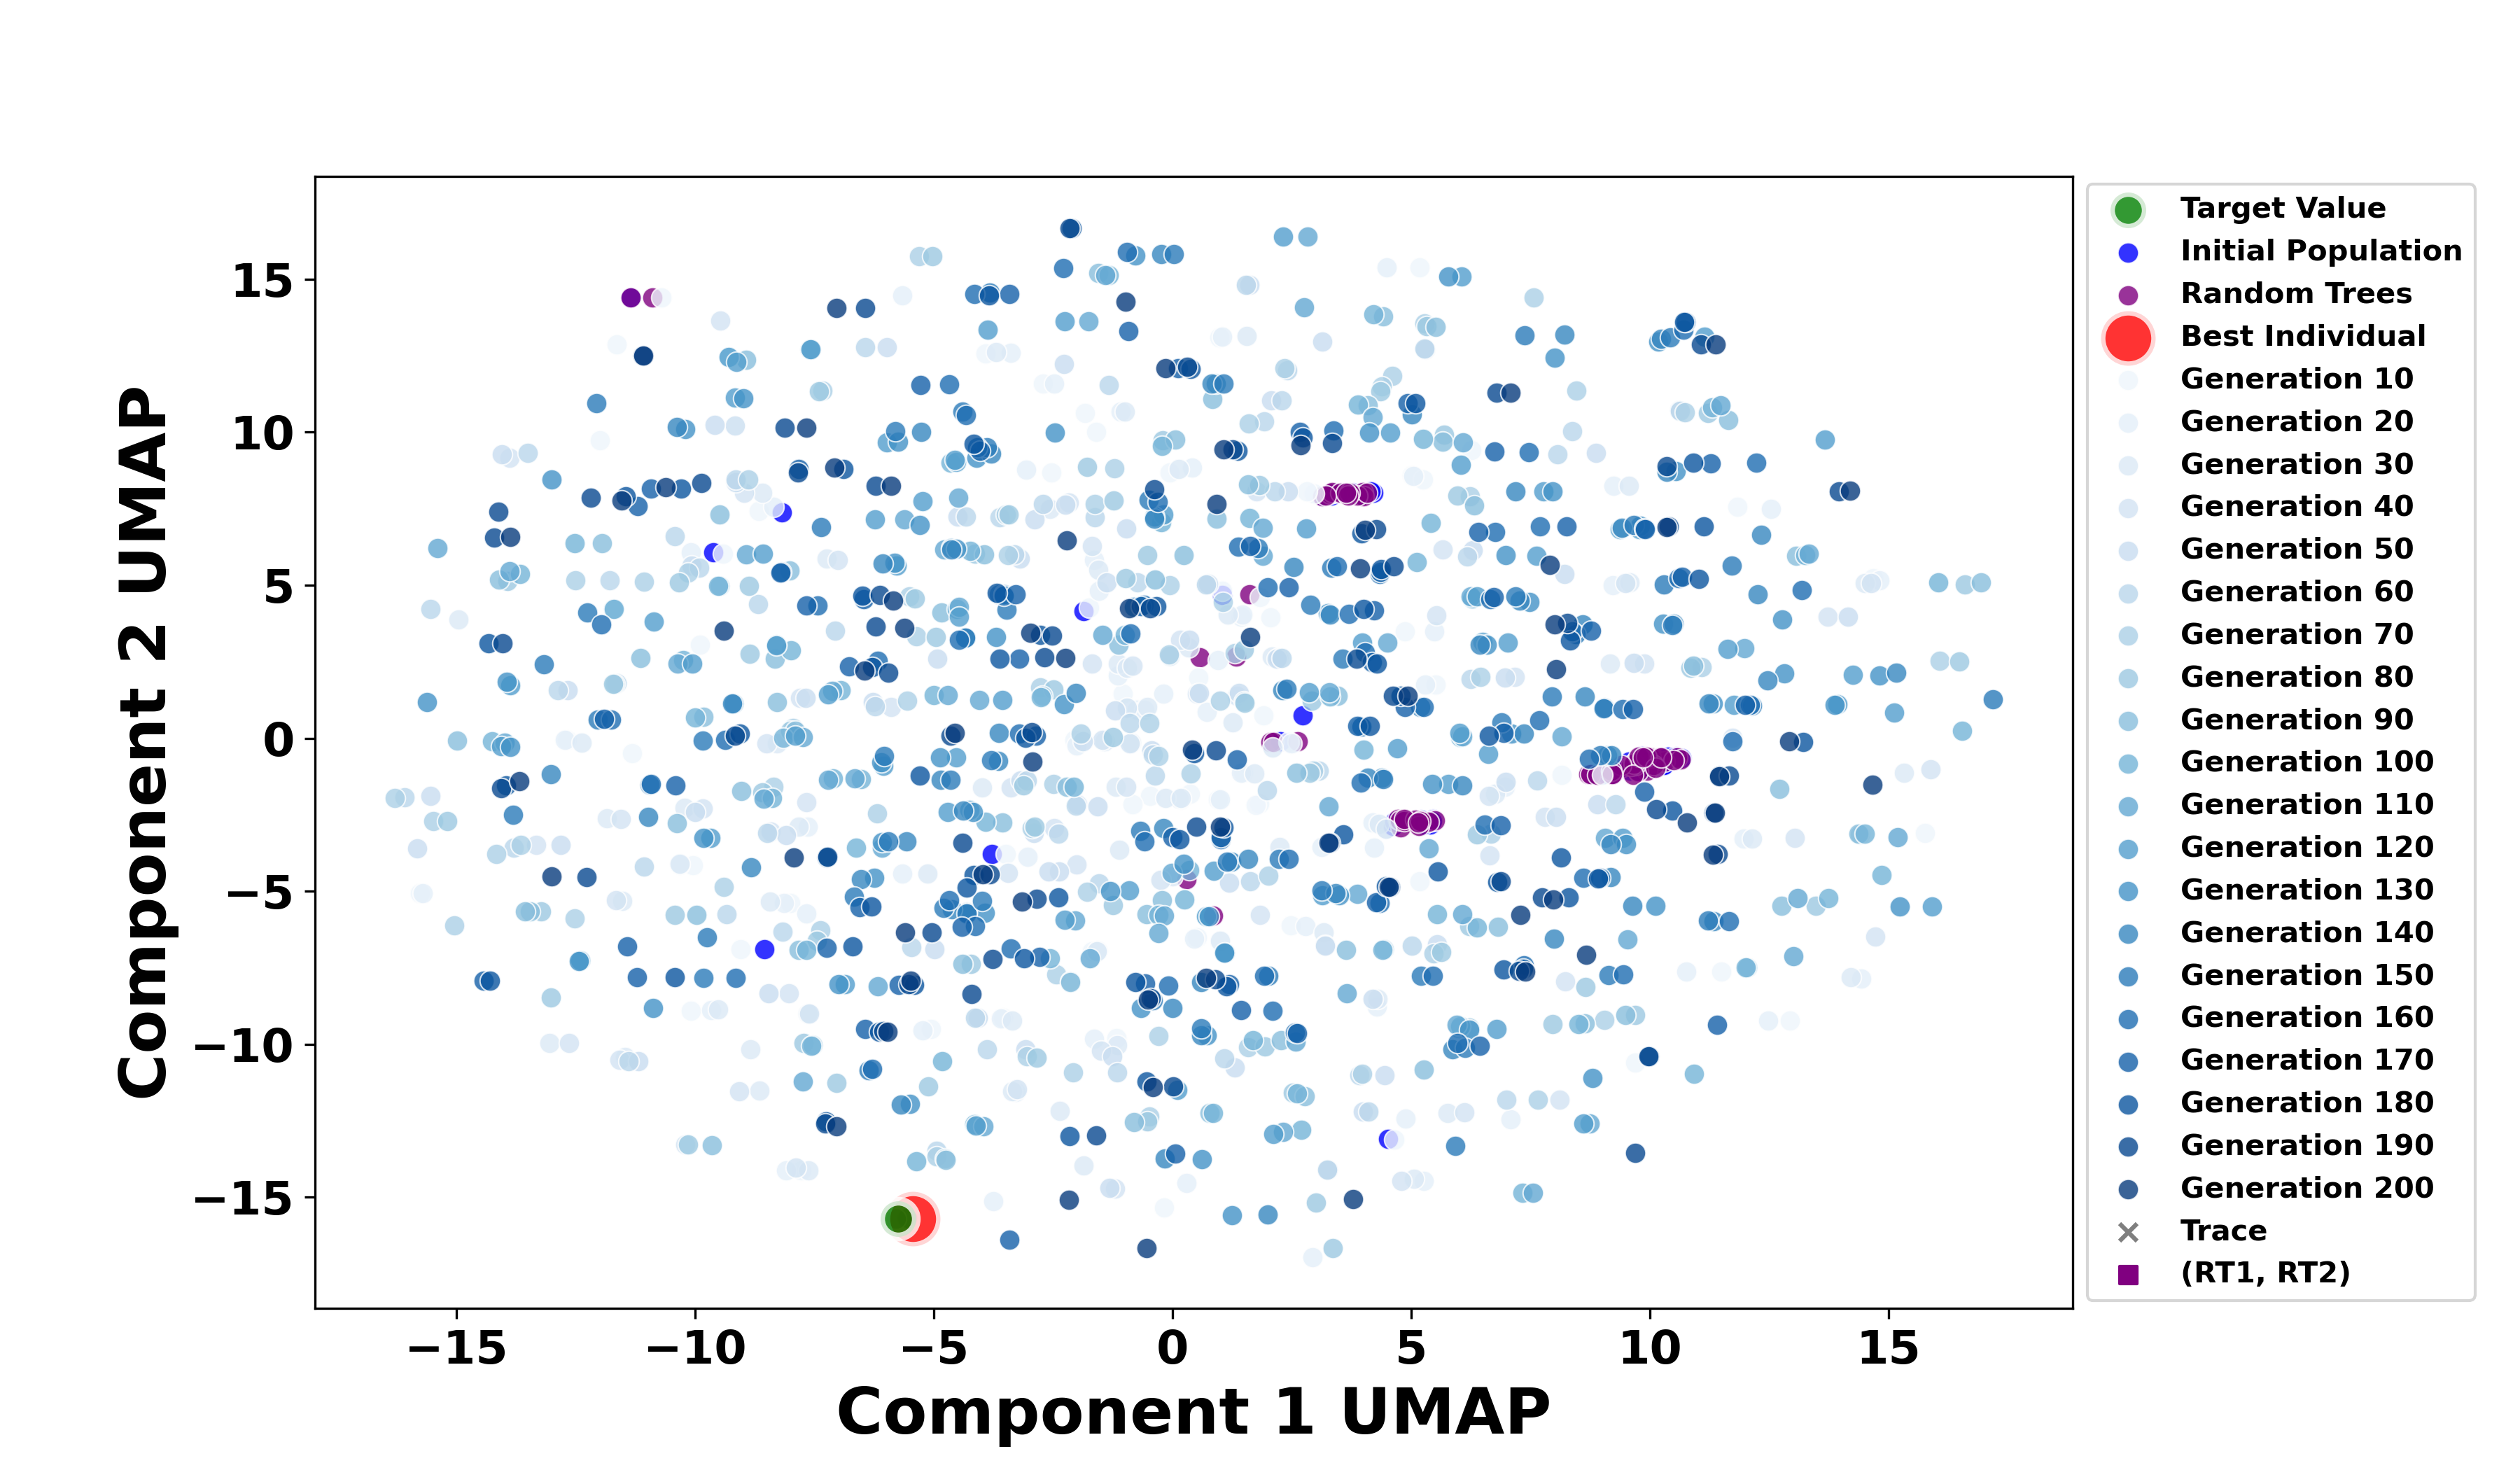 Component 2 UMAP
15
10
5
0
−5
−10
−15
−15
−10
−5
0
5
10
15
Component 1 UMAP
Target Value
Initial Population
Random Trees
Best Individual
Generation 10
Generation 20
Generation 30
Generation 40
Generation 50
Generation 60
Generation 70
Generation 80
Generation 90
Generation 100
Generation 110
Generation 120
Generation 130
Generation 140
Generation 150
Generation 160
Generation 170
Generation 180
Generation 190
Generation 200
Trace
(RT1, RT2)